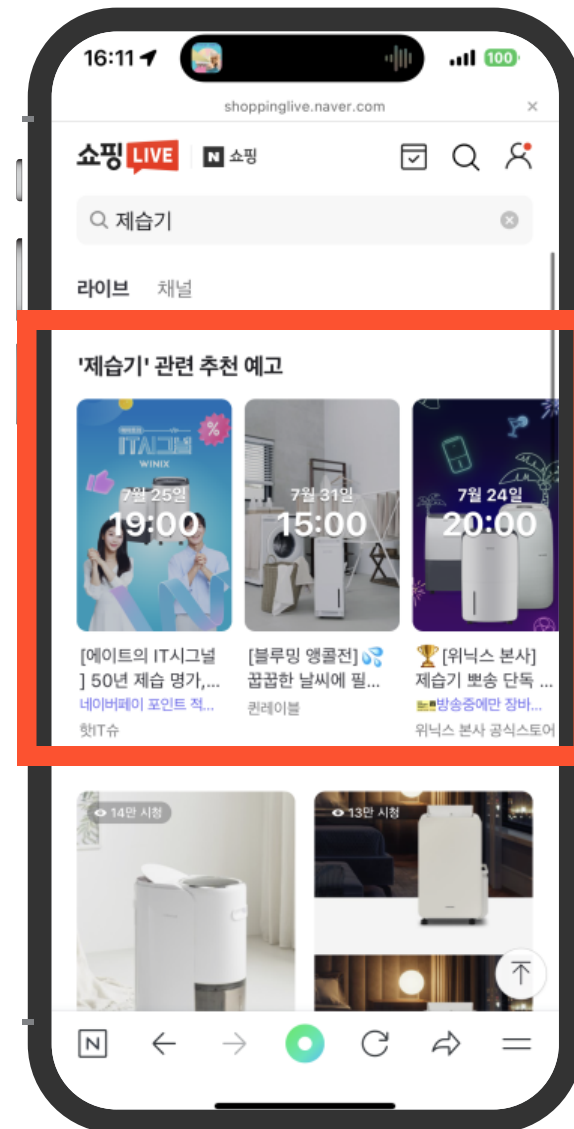 16:11
100
shoppinglive.naver.com
쇼핑 LIVE N 쇼핑
제습기
라이브 채널
'제습기' 관련 추천 예고
에이트의
IT시그널
WINIX
%
7월 25일
19:00
7월 31일
15:00
7월 24일
20:00
[에이트의 IT시그널
] 50년 제습 명가,...
네이버페이 포인트 적...
핫IT슈
[블루밍 앵콜전]💦
꿉꿉한 날씨에 필...
퀸레이블
🏆[위닉스 본사]
제습기 뽀송 단독 ...
방송중에만 장바...
위닉스 본사 공식스토어
14만 시청
13만 시청
N